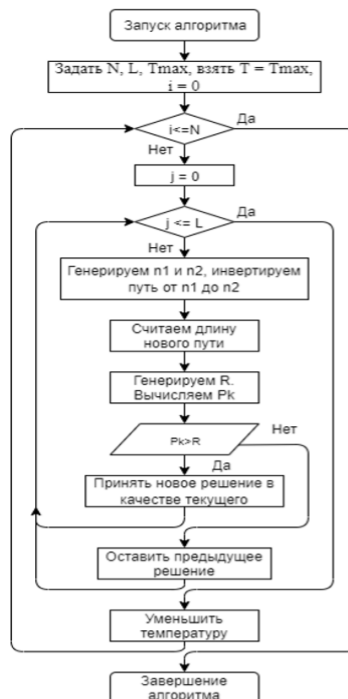 Запуск алгоритма
Задать N, L, Tmax, взять T = Tmax,
i = 0
i<=N
Да
Нет
j = 0
j <= L
Да
Нет
Генерируем n1 и n2, инвертируем
путь от n1 до n2
Считаем длину
нового пути
Генерируем R.
Вычисляем Pk
Pk>R
Нет
Да
Принять новое решение в
качестве текущего
Оставить предыдущее
решение
Уменьшить
температуру
Завершение
алгоритма